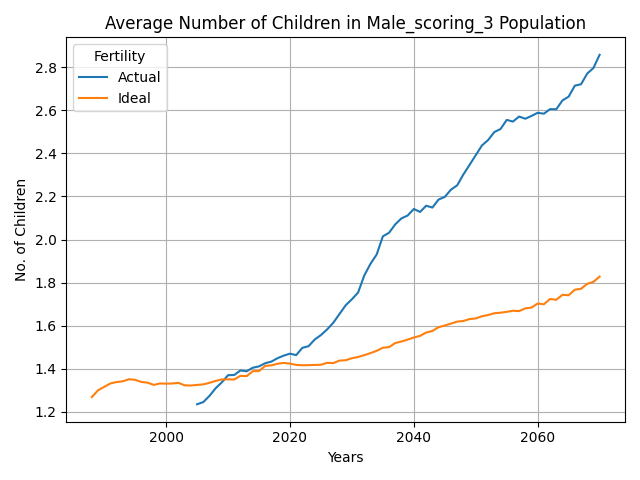 Average Number of Children in Male_scoring_3 Population
Fertility
Actual
Ideal
No. of Children
2.8
2.6
2.4
2.2
2.0
1.8
1.6
1.4
1.2
2000 2020 2040 2060
Years